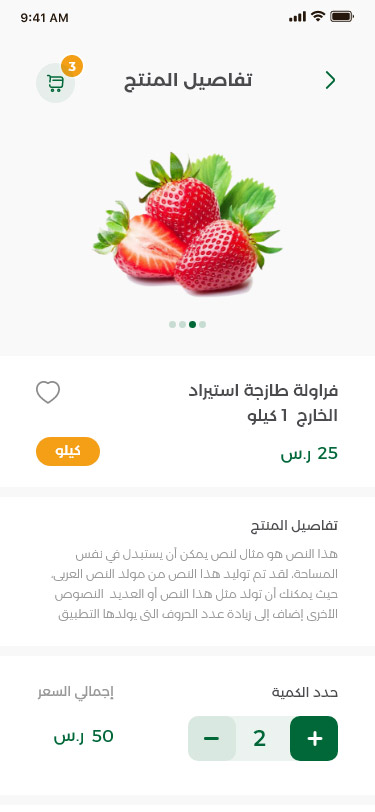 9:41 AM
3
تفاصيل المنتج
فراولة طازجة استيراد
الخارج 1 كيلو
25 ر.س
كيلو
تفاصيل المنتج
هذا النص هو مثال لنص يمكن أن يستبدل في نفس
المساحة، لقد تم توليد هذا النص من مولد النص العربى،
حيث يمكنك أن تولد مثل هذا النص أو العديد النصوص
الأخرى إضاف إلى زيادة عدد الحروف التى يولدها التطبيق
حدد الكمية
إجمالي السعر
+ 2 −
50 ر.س